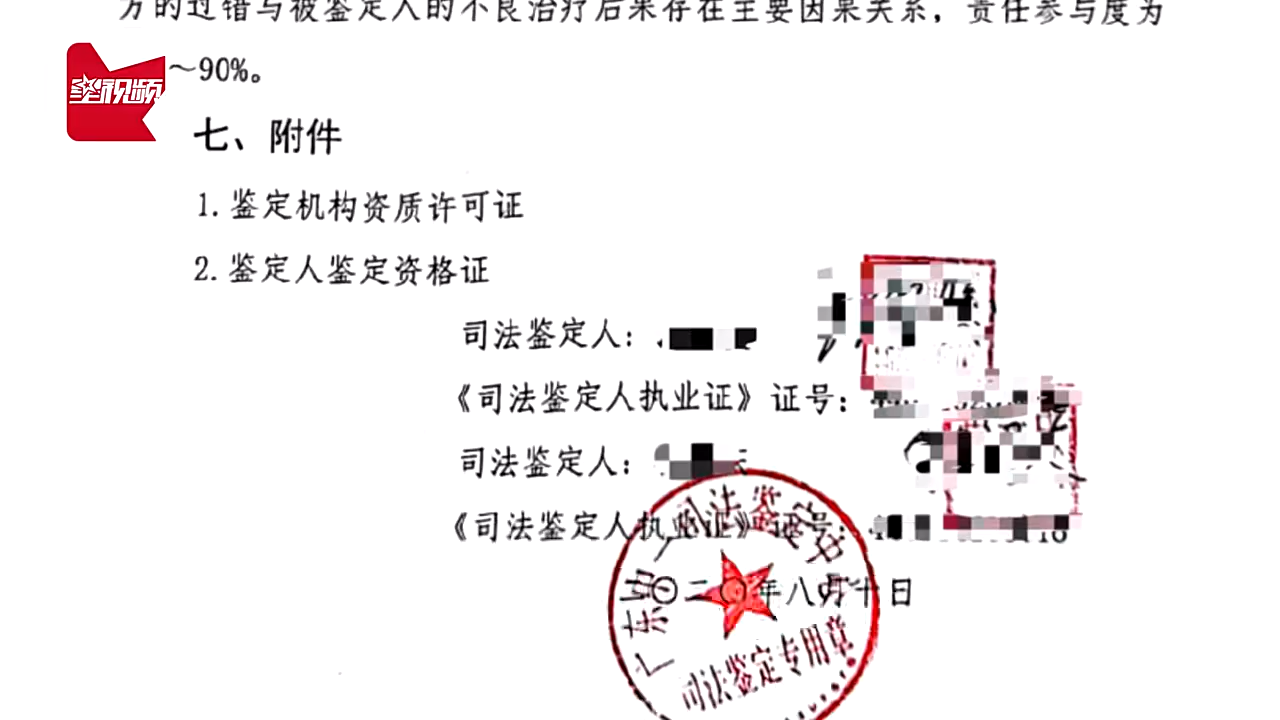 方的过错与被鉴定人的不良治疗后果存在主要因果关系，责任参与度为
～90%。
星视频
七、附件
1.鉴定机构资质许可证
2.鉴定人鉴定资格证
司法鉴定人：
《司法鉴定人执业证》证号：
司法鉴定人：
《司法鉴定人执业证》证号：
二〇二〇年八月十日
司法鉴定专用章